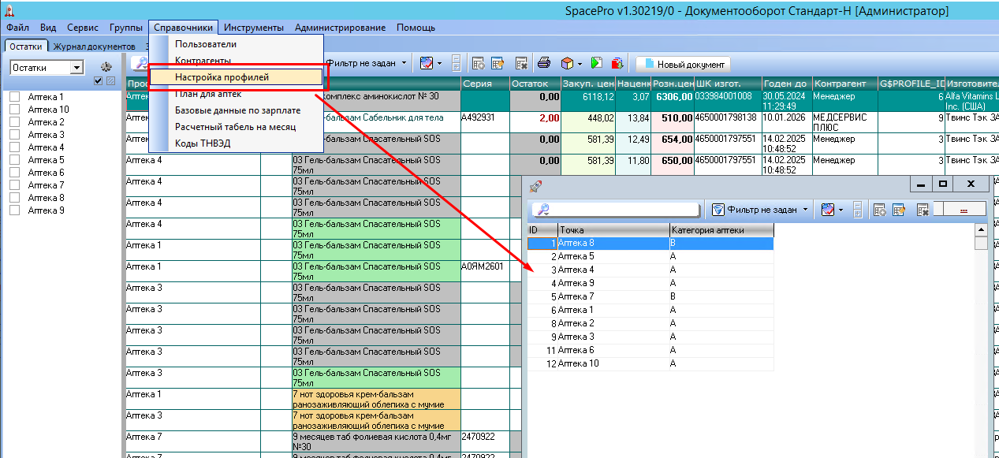 SpacePro v1.30219/0 - Документооборот Стандарт-Н [Администратор]
Файл Вид Сервис Группы Справочники Инструменты Администрирование Помощь
Остатки Журнал документов
Остатки
Пользователи
Контрагенты
Настройка профилей
План для аптек
Базовые данные по зарплате
Расчетный табель на месяц
Коды ТНВЭД
Фильтр не задан Новый документ
Аптека 1
Аптека 10
Аптека 2
Аптека 3
Аптека 4
Аптека 5
Аптека 6
Аптека 7
Аптека 8
Аптека 9
Серия Остаток Закуп. цен Наценк Розн.цен ШК изгот. Годен до Контрагент G$PROFILE_ID Изготовител
комплекс аминокислот № 30 0,00 6118,12 3,07 6306,00 033984001008 30.05.2024 Менеджер 6 Alfa Vitamins L
11:29:49 Inc. (США)
-бальзам Сабельник для тела А492931 2,00 448,02 13,84 510,00 4650001798138 10.01.2026 МЕДСЕРВИС 9 Твинс Тэк ЗА
ПЛЮС
-бальзам Спасательный SOS 0,00 581,39 12,49 654,00 4650001797551 14.02.2025 Менеджер 3 Твинс Тэк ЗА
10:48:52
Аптека 4 03 Гель-бальзам Спасательный SOS 0,00 581,39 11,80 650,00 4650001797551 14.02.2025 Менеджер 3 Твинс Тэк ЗА
75мл 10:48:52
Аптека 4 03 Гель-бальзам Спасательный SOS
75мл
Аптека 4 03 Гель-бальзам Спасательный SOS
75мл
Аптека 4 03 Гель-бальзам Спасательный SOS
75мл
Аптека 1 03 Гель-бальзам Спасательный SOS
75мл
Аптека 1 03 Гель-бальзам Спасательный SOS А0ЯМ2601
75мл
Аптека 3 03 Гель-бальзам Спасательный SOS
75мл
Аптека 3 03 Гель-бальзам Спасательный SOS
75мл
Аптека 3 03 Гель-бальзам Спасательный SOS
75мл
Аптека 3 03 Гель-бальзам Спасательный SOS
75мл
Аптека 3 03 Гель-бальзам Спасательный SOS
75мл
Аптека 1 7 нот здоровья крем-бальзам
ранозаживляющий облепиха с мумие
Аптека 3 7 нот здоровья крем-бальзам
ранозаживляющий облепиха с мумие
Аптека 7 9 месяцев таб фолиевая кислота 0,4мг 2470922
№30
Аптека 7 9 месяцев таб фолиевая кислота 0,4мг 2470922
Фильтр не задан ...
ID Точка Категория аптеки
1 Аптека 8 B
2 Аптека 5 A
3 Аптека 4 A
4 Аптека 9 A
5 Аптека 7 B
6 Аптека 1 A
8 Аптека 2 A
9 Аптека 3 A
11 Аптека 6 A
12 Аптека 10 A